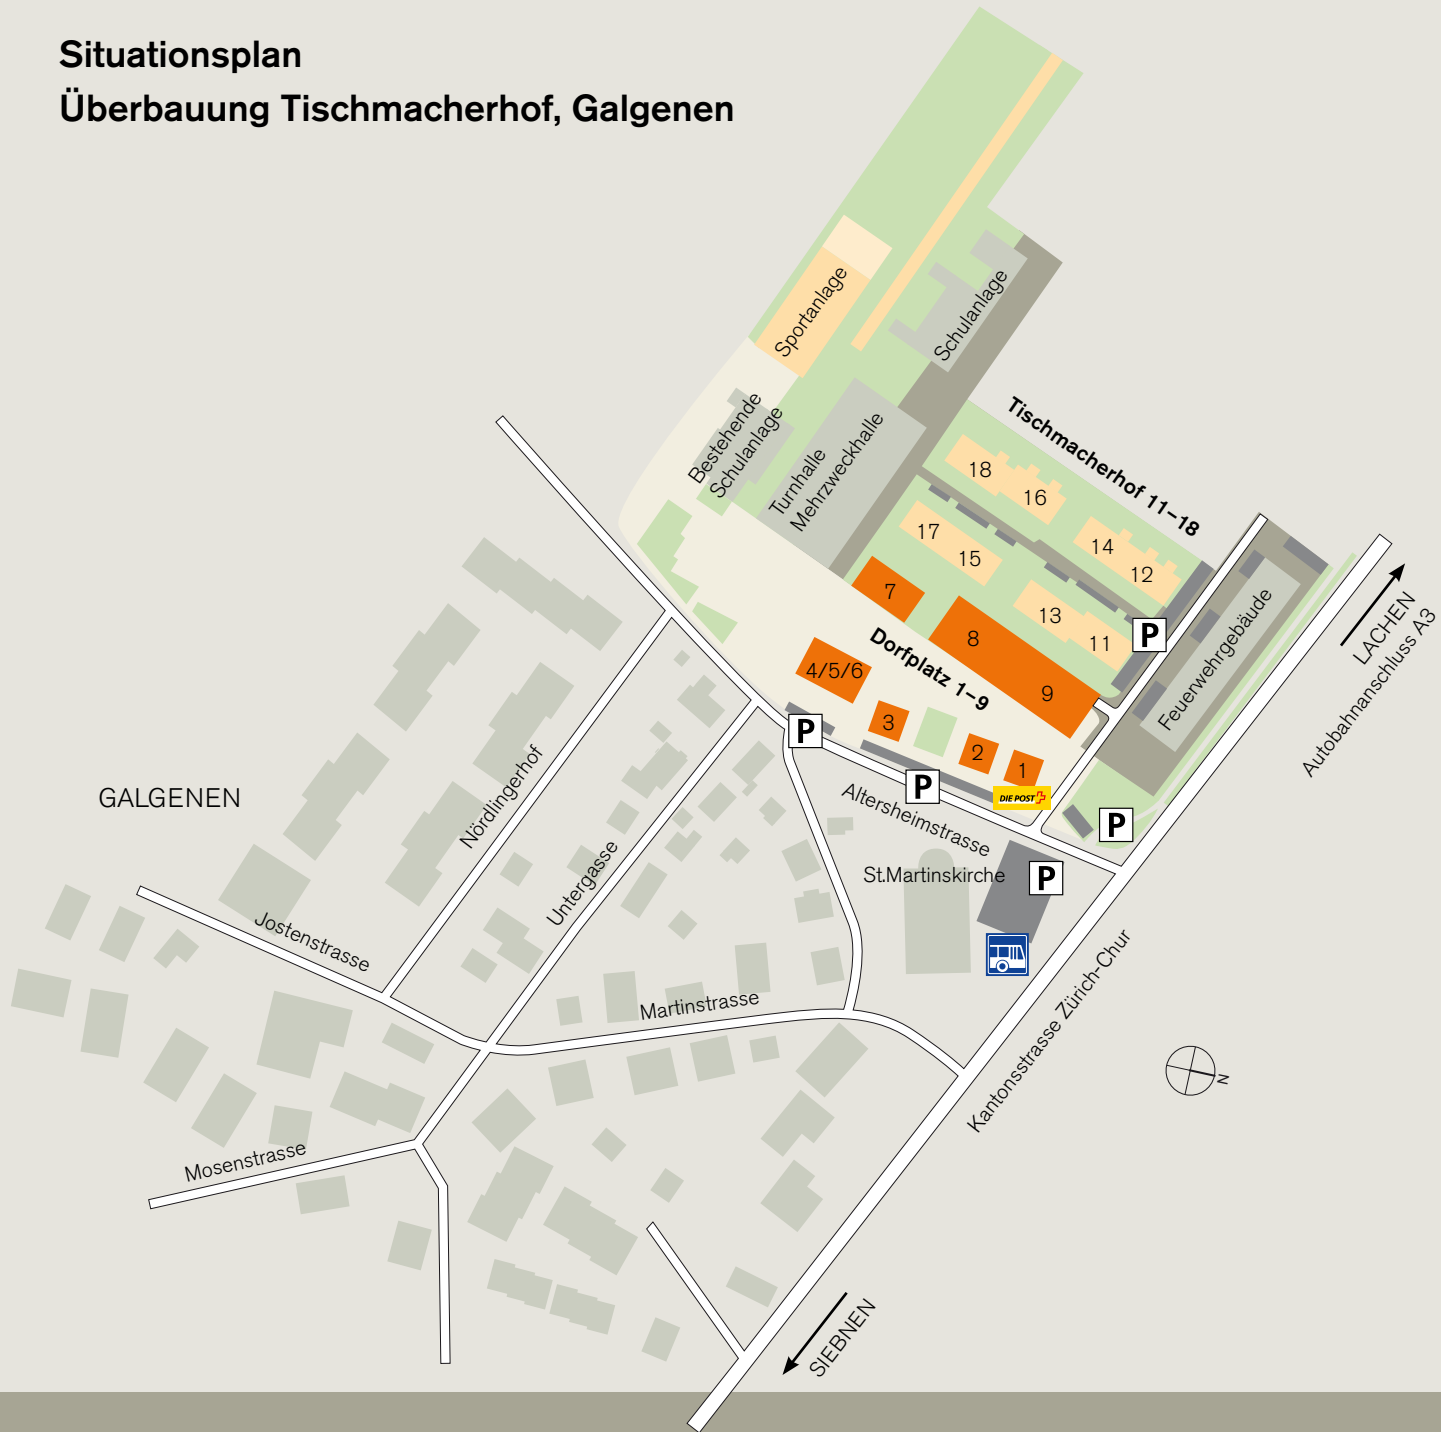 Situationsplan
Überbauung Tischmacherhof, Galgenen
Sportanlage
Schulanlage
Bestehende
Schulanlage
Turnhalle
Mehrzweckhalle
Tischmacherhof 11–18
18
16
14
12
17
15
13
11
7
8
9
Dorfplatz 1–9
4/5/6
3
2
1
P
P
P
P
P
DIE POST
Feuerwehrgebäude
LACHEN
Autobahnanschluss A3
Altersheimstrasse
St.Martinskirche
GALGENEN
Nördlingerhof
Untergasse
Jostenstrasse
Martinstrasse
Mosenstrasse
Kantonsstrasse Zürich-Chur
N
SIEBNEN